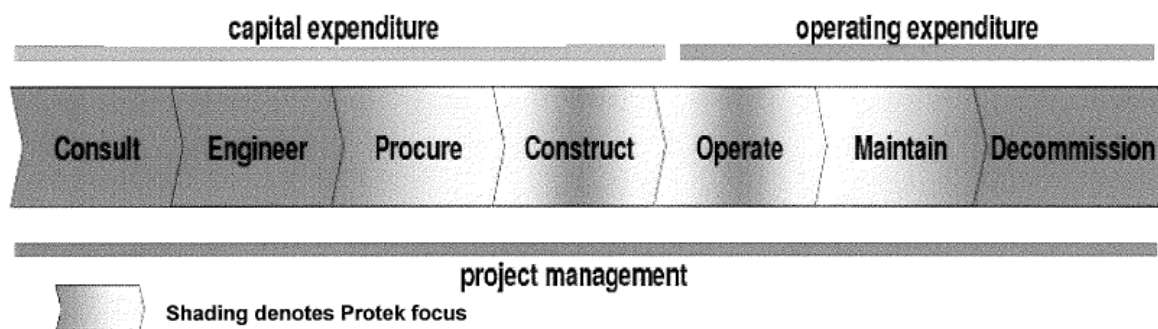 capital expenditure operating expenditure
Consult Engineer Procure Construct Operate Maintain Decommission
project management
Shading denotes Protek focus